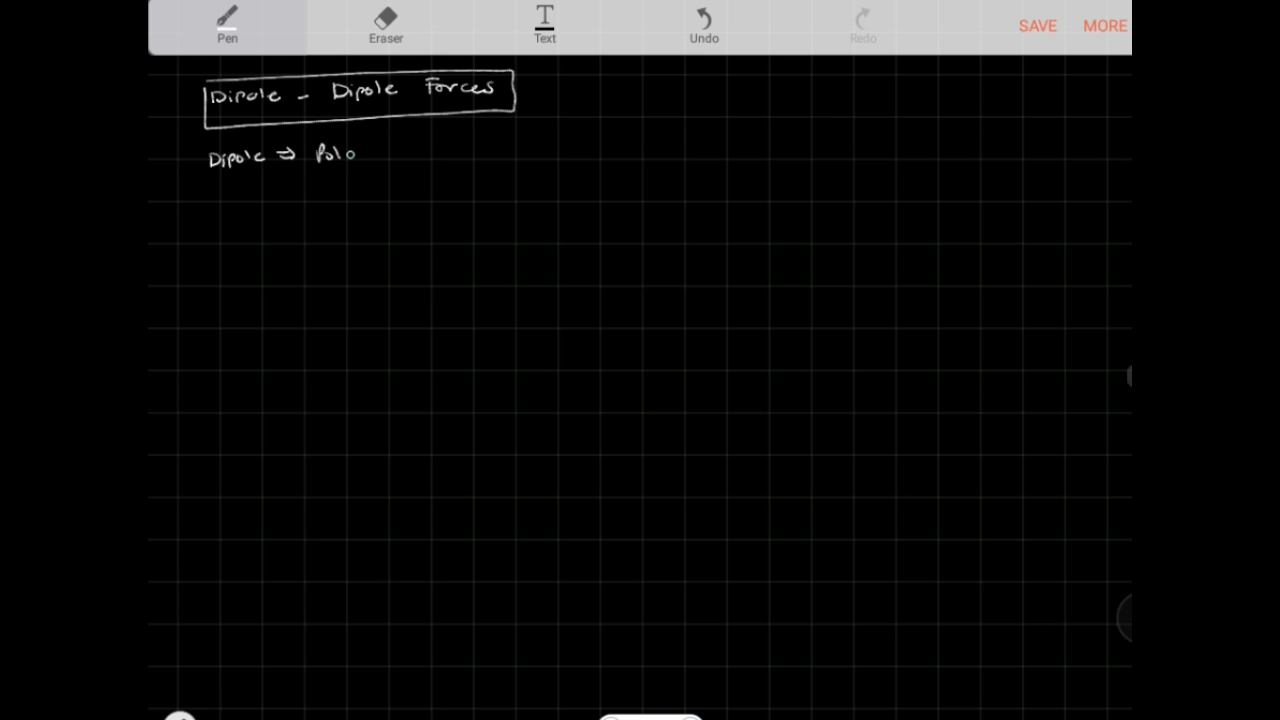 Pen Eraser Text Undo Redo SAVE MORE
Dipole - Dipole Forces
Dipole ⇒ Polo